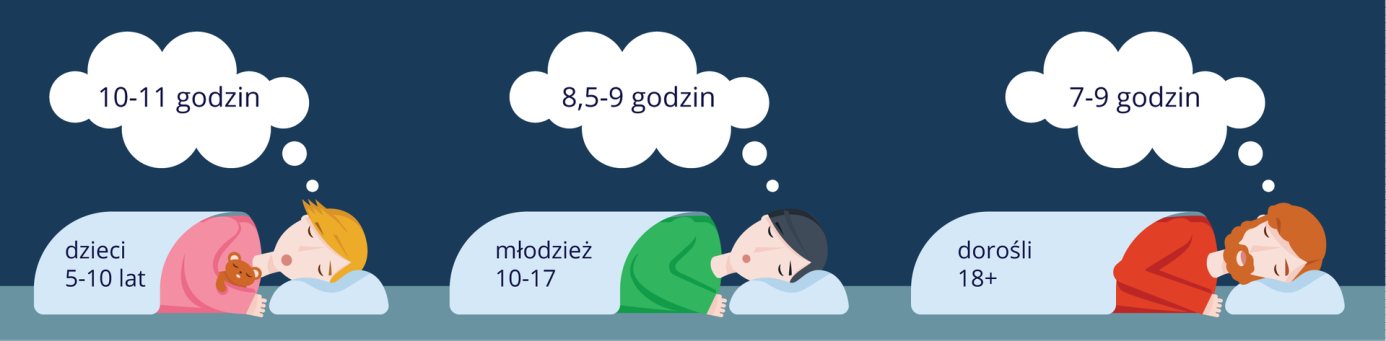 10-11 godzin
dzieci
5-10 lat
8,5-9 godzin
młodzież
10-17
7-9 godzin
dorośli
18+